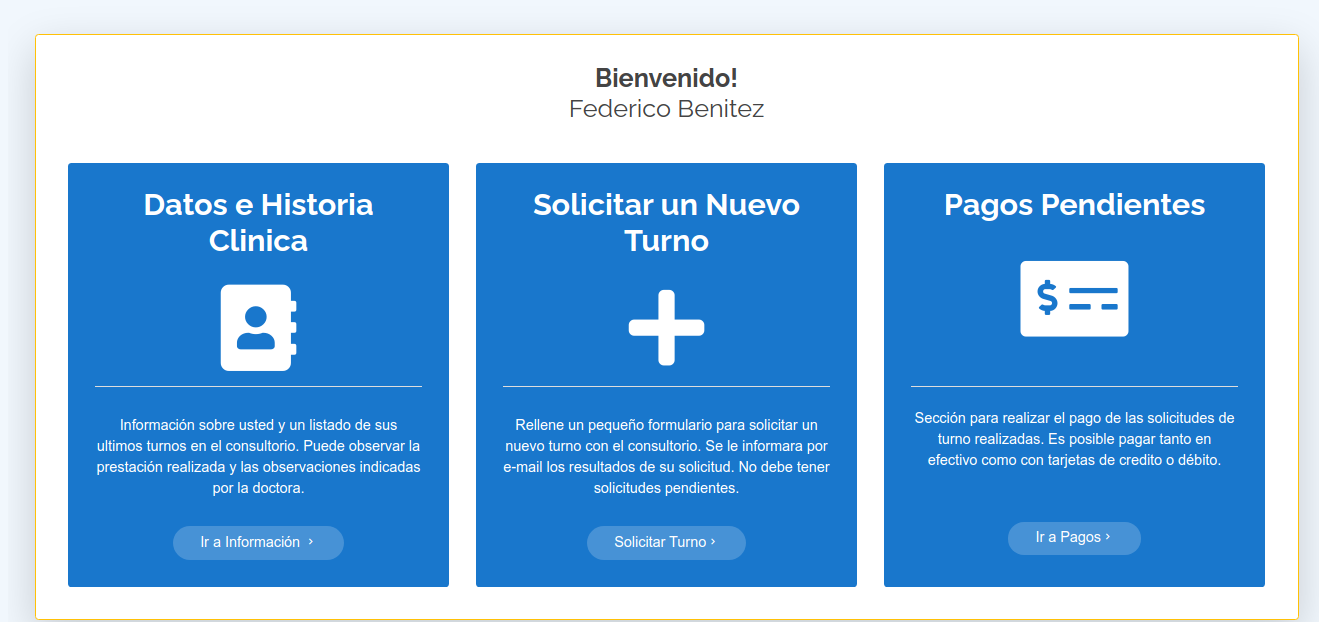 Bienvenido!
Federico Benitez
Datos e Historia
Clinica
Información sobre usted y un listado de sus
ultimos turnos en el consultorio. Puede observar la
prestación realizada y las observaciones indicadas
por la doctora.
Ir a Información ›
Solicitar un Nuevo
Turno
Rellene un pequeño formulario para solicitar un
nuevo turno con el consultorio. Se le informara por
e-mail los resultados de su solicitud. No debe tener
solicitudes pendientes.
Solicitar Turno ›
Pagos Pendientes
$
Sección para realizar el pago de las solicitudes de
turno realizadas. Es posible pagar tanto en
efectivo como con tarjetas de credito o débito.
Ir a Pagos ›